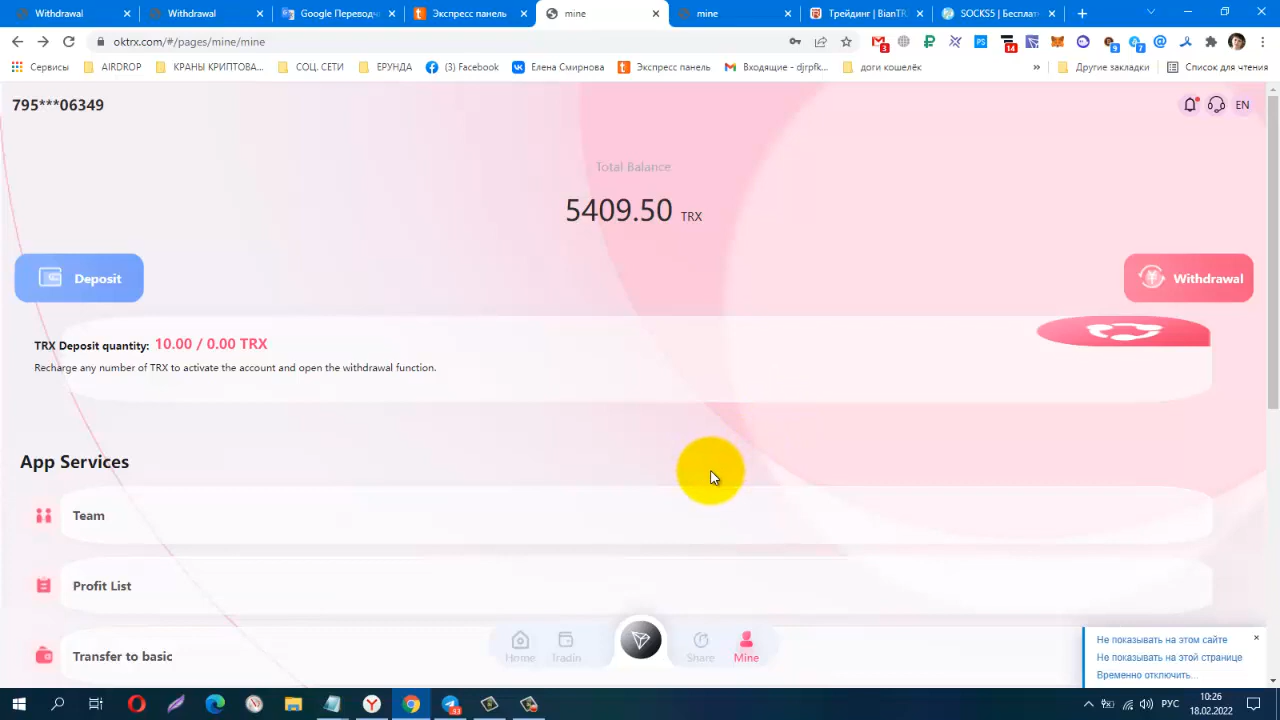 Withdrawal
Withdrawal
Google Переводч
Экспресс панель
mine
mine
Трейдинг | BianTR
SOCKS5 | Бесплат
oktrx.com/#/pages/mine/mine
3
14
9
7
Сервисы
AIRDROP
КРАНЫ КРИПТОВА...
СОЦ. СЕТИ
ЕРУНДА
(3) Facebook
Елена Смирнова
Экспресс панель
Входящие - djrpfk...
доги кошелёк
»
Другие закладки
Список для чтения
795***06349
EN
Total Balance
5409.50 TRX
Deposit
Withdrawal
TRX Deposit quantity: 10.00 / 0.00 TRX
Recharge any number of TRX to activate the account and open the withdrawal function.
App Services
Team
Profit List
Transfer to basic
Home
Tradin
Share
Mine
Не показывать на этом сайте
Не показывать на этой странице
Временно отключить...
РУС
10:26
18.02.2022